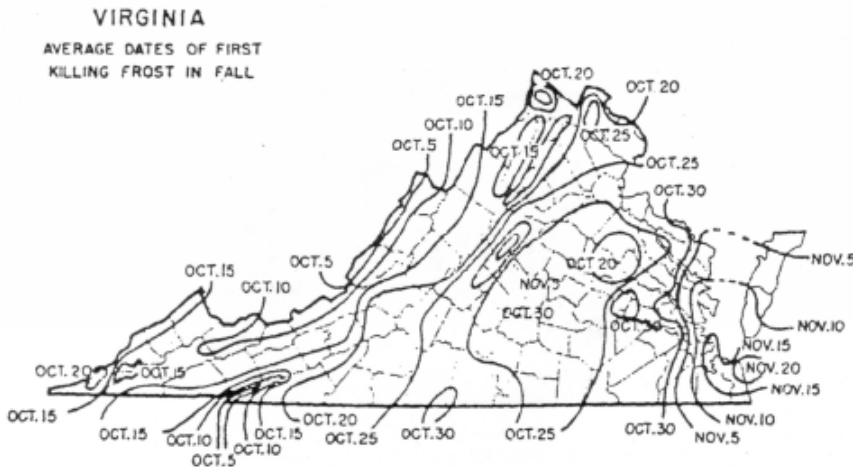 VIRGINIA
AVERAGE DATES OF FIRST
KILLING FROST IN FALL
OCT. 20
OCT. 20
OCT. 15
OCT. 10
OCT. 5
OCT. 25
OCT. 15
OCT. 25
OCT. 30
OCT. 5
OCT. 15
OCT. 10
OCT. 20
NOV. 5
NOV. 5
OCT. 30
OCT. 30
NOV. 10
NOV. 15
NOV. 20
NOV. 15
OCT. 20
OCT. 15
OCT. 15
OCT. 15
OCT. 10
OCT. 5
OCT. 10
OCT. 15
OCT. 20
OCT. 25
OCT. 30
OCT. 25
OCT. 30
NOV. 5
NOV. 10